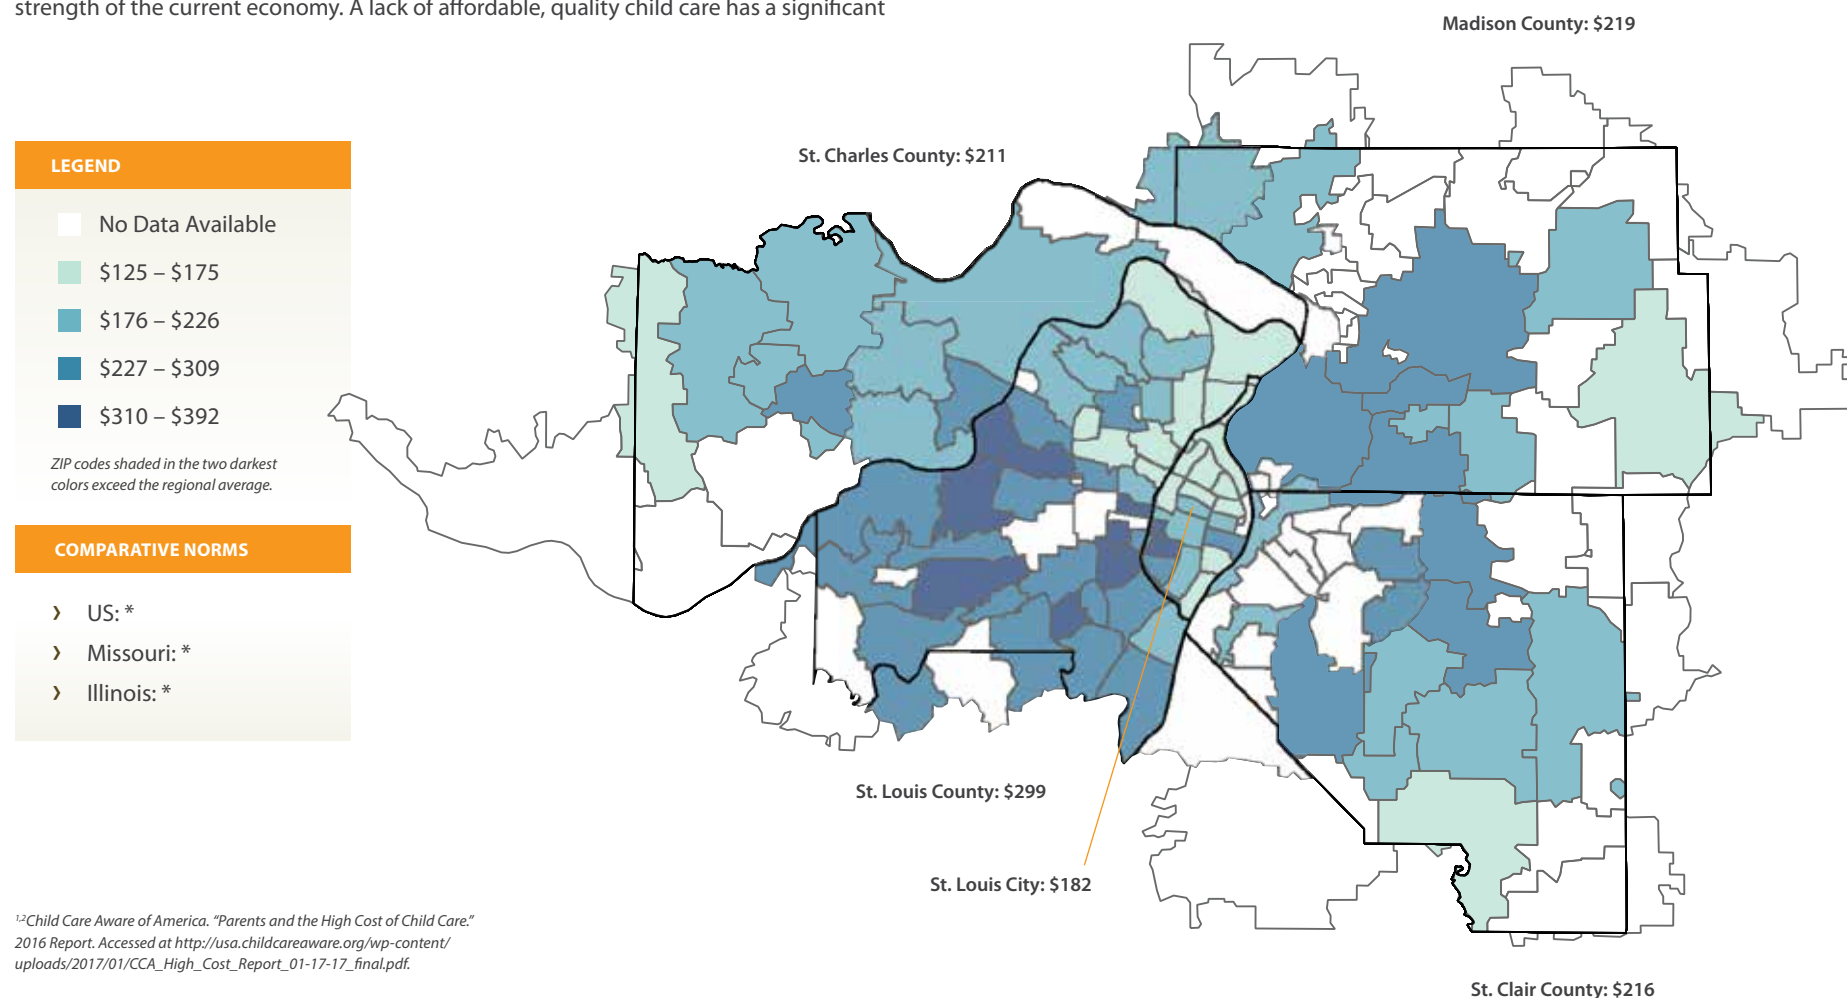 strength of the current economy. A lack of affordable, quality child care has a significant
Madison County: $219
St. Charles County: $211
LEGEND
No Data Available
$125 – $175
$176 – $226
$227 – $309
$310 – $392
ZIP codes shaded in the two darkest
colors exceed the regional average.
COMPARATIVE NORMS
› US: *
› Missouri: *
› Illinois: *
St. Louis County: $299
St. Louis City: $182
1,2Child Care Aware of America. “Parents and the High Cost of Child Care.”
2016 Report. Accessed at http://usa.childcareaware.org/wp-content/
uploads/2017/01/CCA_High_Cost_Report_01-17-17_final.pdf.
St. Clair County: $216